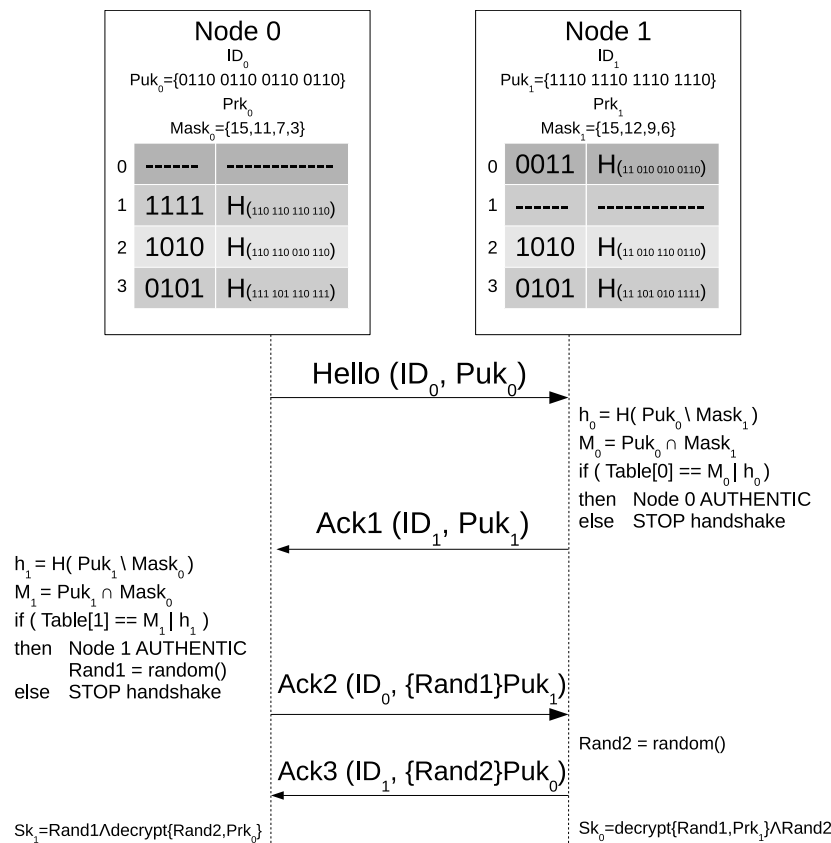 Node 0
ID₀
Puk₀={0110 0110 0110 0110}
Prk₀
Mask₀={15,11,7,3}
0 ------ ------------
1 1111 H(110 110 110 110)
2 1010 H(110 110 010 110)
3 0101 H(111 101 110 111)
Node 1
ID₁
Puk₁={1110 1110 1110 1110}
Prk₁
Mask₁={15,12,9,6}
0 0011 H(11 010 010 0110)
1 ------ ------------
2 1010 H(11 010 110 0110)
3 0101 H(11 101 010 1111)
Hello (ID₀, Puk₀)
h₀ = H( Puk₀ \ Mask₁ )
M₀ = Puk₀ ∩ Mask₁
if ( Table[0] == M₀ | h₀ )
then Node 0 AUTHENTIC
else STOP handshake
Ack1 (ID₁, Puk₁)
h₁ = H( Puk₁ \ Mask₀ )
M₁ = Puk₁ ∩ Mask₀
if ( Table[1] == M₁ | h₁ )
then Node 1 AUTHENTIC
Rand1 = random()
else STOP handshake
Ack2 (ID₀, {Rand1}Puk₁)
Rand2 = random()
Ack3 (ID₁, {Rand2}Puk₀)
Sk₁=Rand1Λdecrypt{Rand2,Prk₀}
Sk₀=decrypt{Rand1,Prk₁}ΛRand2